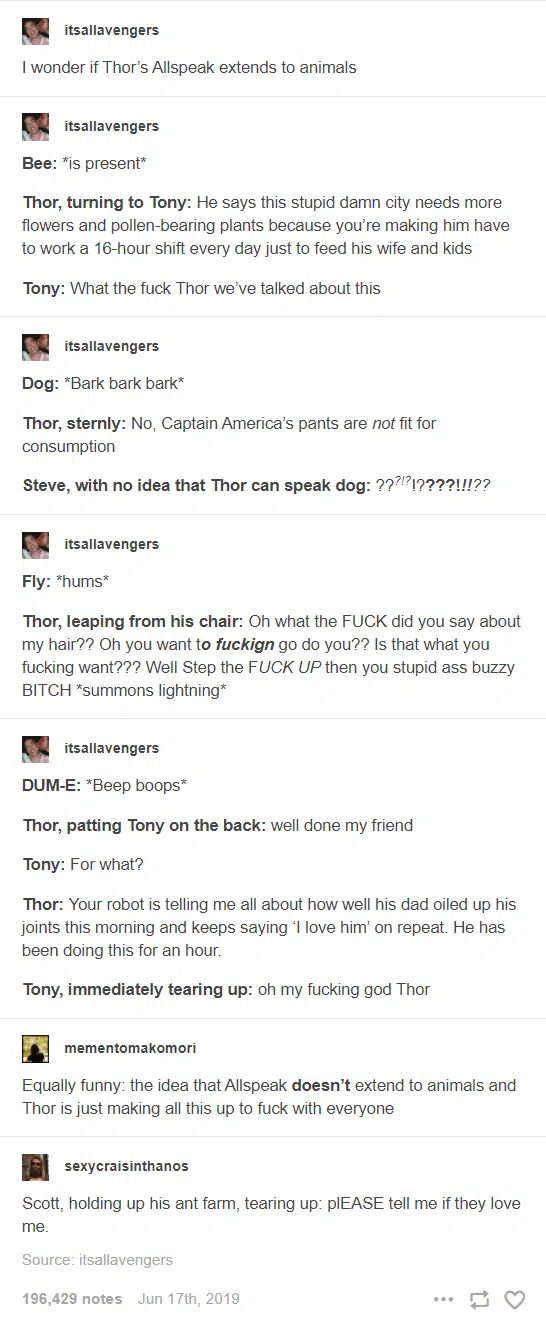 itsallavengers
I wonder if Thor’s Allspeak extends to animals
itsallavengers
Bee: *is present*
Thor, turning to Tony: He says this stupid damn city needs more
flowers and pollen-bearing plants because you’re making him have
to work a 16-hour shift every day just to feed his wife and kids
Tony: What the fuck Thor we’ve talked about this
itsallavengers
Dog: *Bark bark bark*
Thor, sternly: No, Captain America’s pants are not fit for
consumption
Steve, with no idea that Thor can speak dog: ???!?!????!!!!??
itsallavengers
Fly: *hums*
Thor, leaping from his chair: Oh what the FUCK did you say about
my hair?? Oh you want to fuckign go do you?? Is that what you
fucking want??? Well Step the FUCK UP then you stupid ass buzzy
BITCH *summons lightning*
itsallavengers
DUM-E: *Beep boops*
Thor, patting Tony on the back: well done my friend
Tony: For what?
Thor: Your robot is telling me all about how well his dad oiled up his
joints this morning and keeps saying ‘I love him’ on repeat. He has
been doing this for an hour.
Tony, immediately tearing up: oh my fucking god Thor
mementomakomori
Equally funny: the idea that Allspeak doesn’t extend to animals and
Thor is just making all this up to fuck with everyone
sexycraisinthanos
Scott, holding up his ant farm, tearing up: plEASE tell me if they love
me.
Source: itsallavengers
196,429 notes Jun 17th, 2019